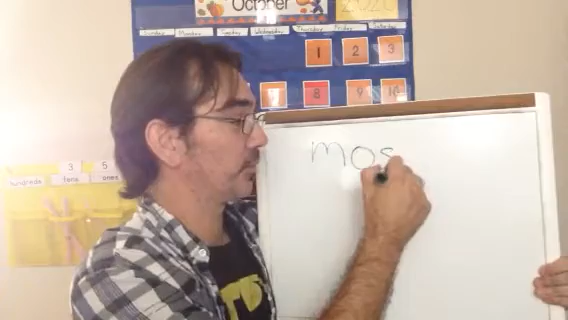 October
2020
Sunday Monday Tuesday Wednesday Thursday Friday Saturday
1 2 3
7 8 9 10
3 5
hundreds tens ones
mos